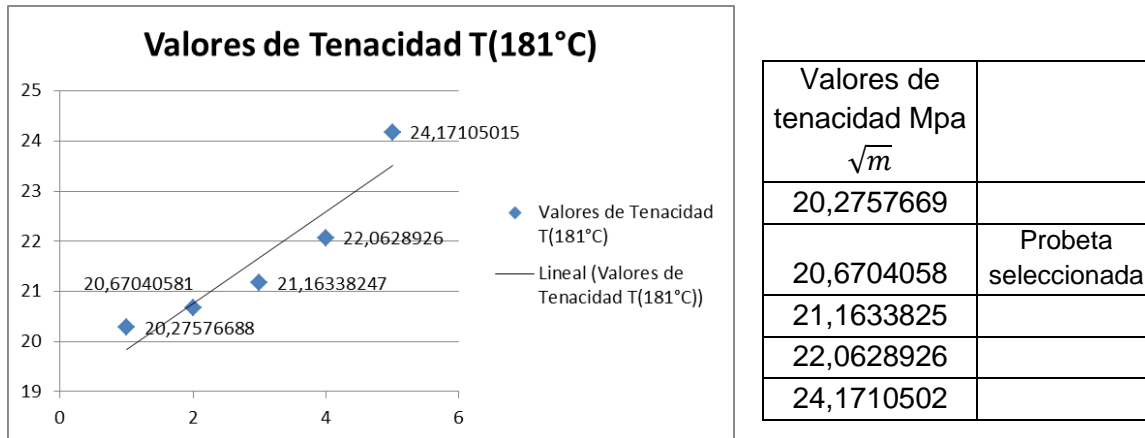 Valores de Tenacidad T(181°C)
25
24
23
22
21
20
19
0
2
4
6
24,17105015
22,0628926
20,67040581
21,16338247
20,27576688
Valores de Tenacidad
T(181°C)
Lineal (Valores de
Tenacidad T(181°C))
Valores de
tenacidad Mpa
√m
20,2757669
Probeta
20,6704058 seleccionada
21,1633825
22,0628926
24,1710502